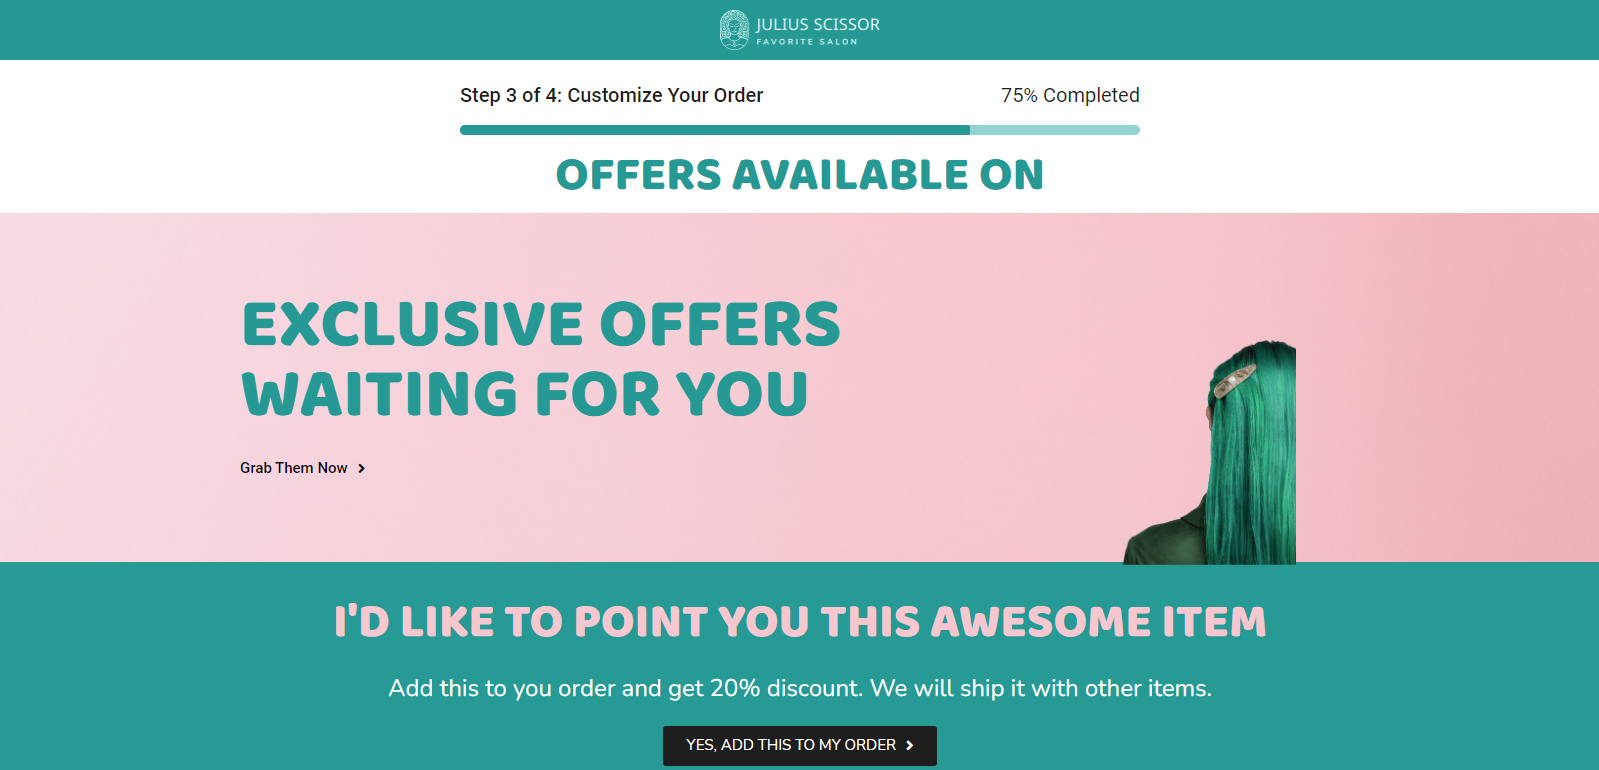 JULIUS SCISSOR
FAVORITE SALON
Step 3 of 4: Customize Your Order
75% Completed
OFFERS AVAILABLE ON
EXCLUSIVE OFFERS
WAITING FOR YOU
Grab Them Now
I'D LIKE TO POINT YOU THIS AWESOME ITEM
Add this to you order and get 20% discount. We will ship it with other items.
YES, ADD THIS TO MY ORDER